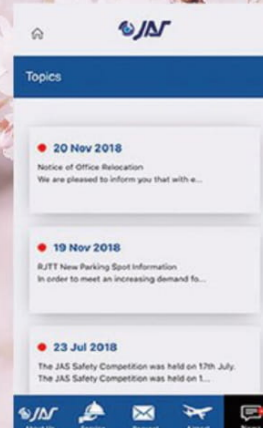 JAS
Topics
20 Nov 2018
Notice of Office Relocation
We are pleased to inform you that with e...
19 Nov 2018
RJTT New Parking Spot Information
In order to meet an increasing demand fo...
23 Jul 2018
The JAS Safety Competition was held on 17th July.
The JAS Safety Competition was held on 1...
JAS